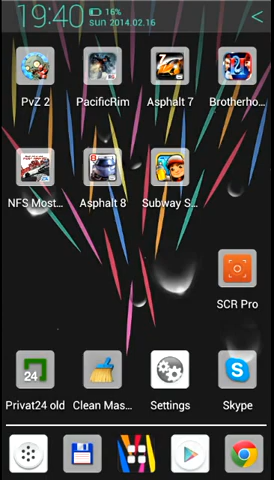 19:40 16%
sun 2014.02.16
PvZ 2 PacificRim Asphalt 7 Brotherho...
NFS Most... Asphalt 8 Subway S...
SCR Pro
24
Privat24 old Clean Mas... Settings Skype